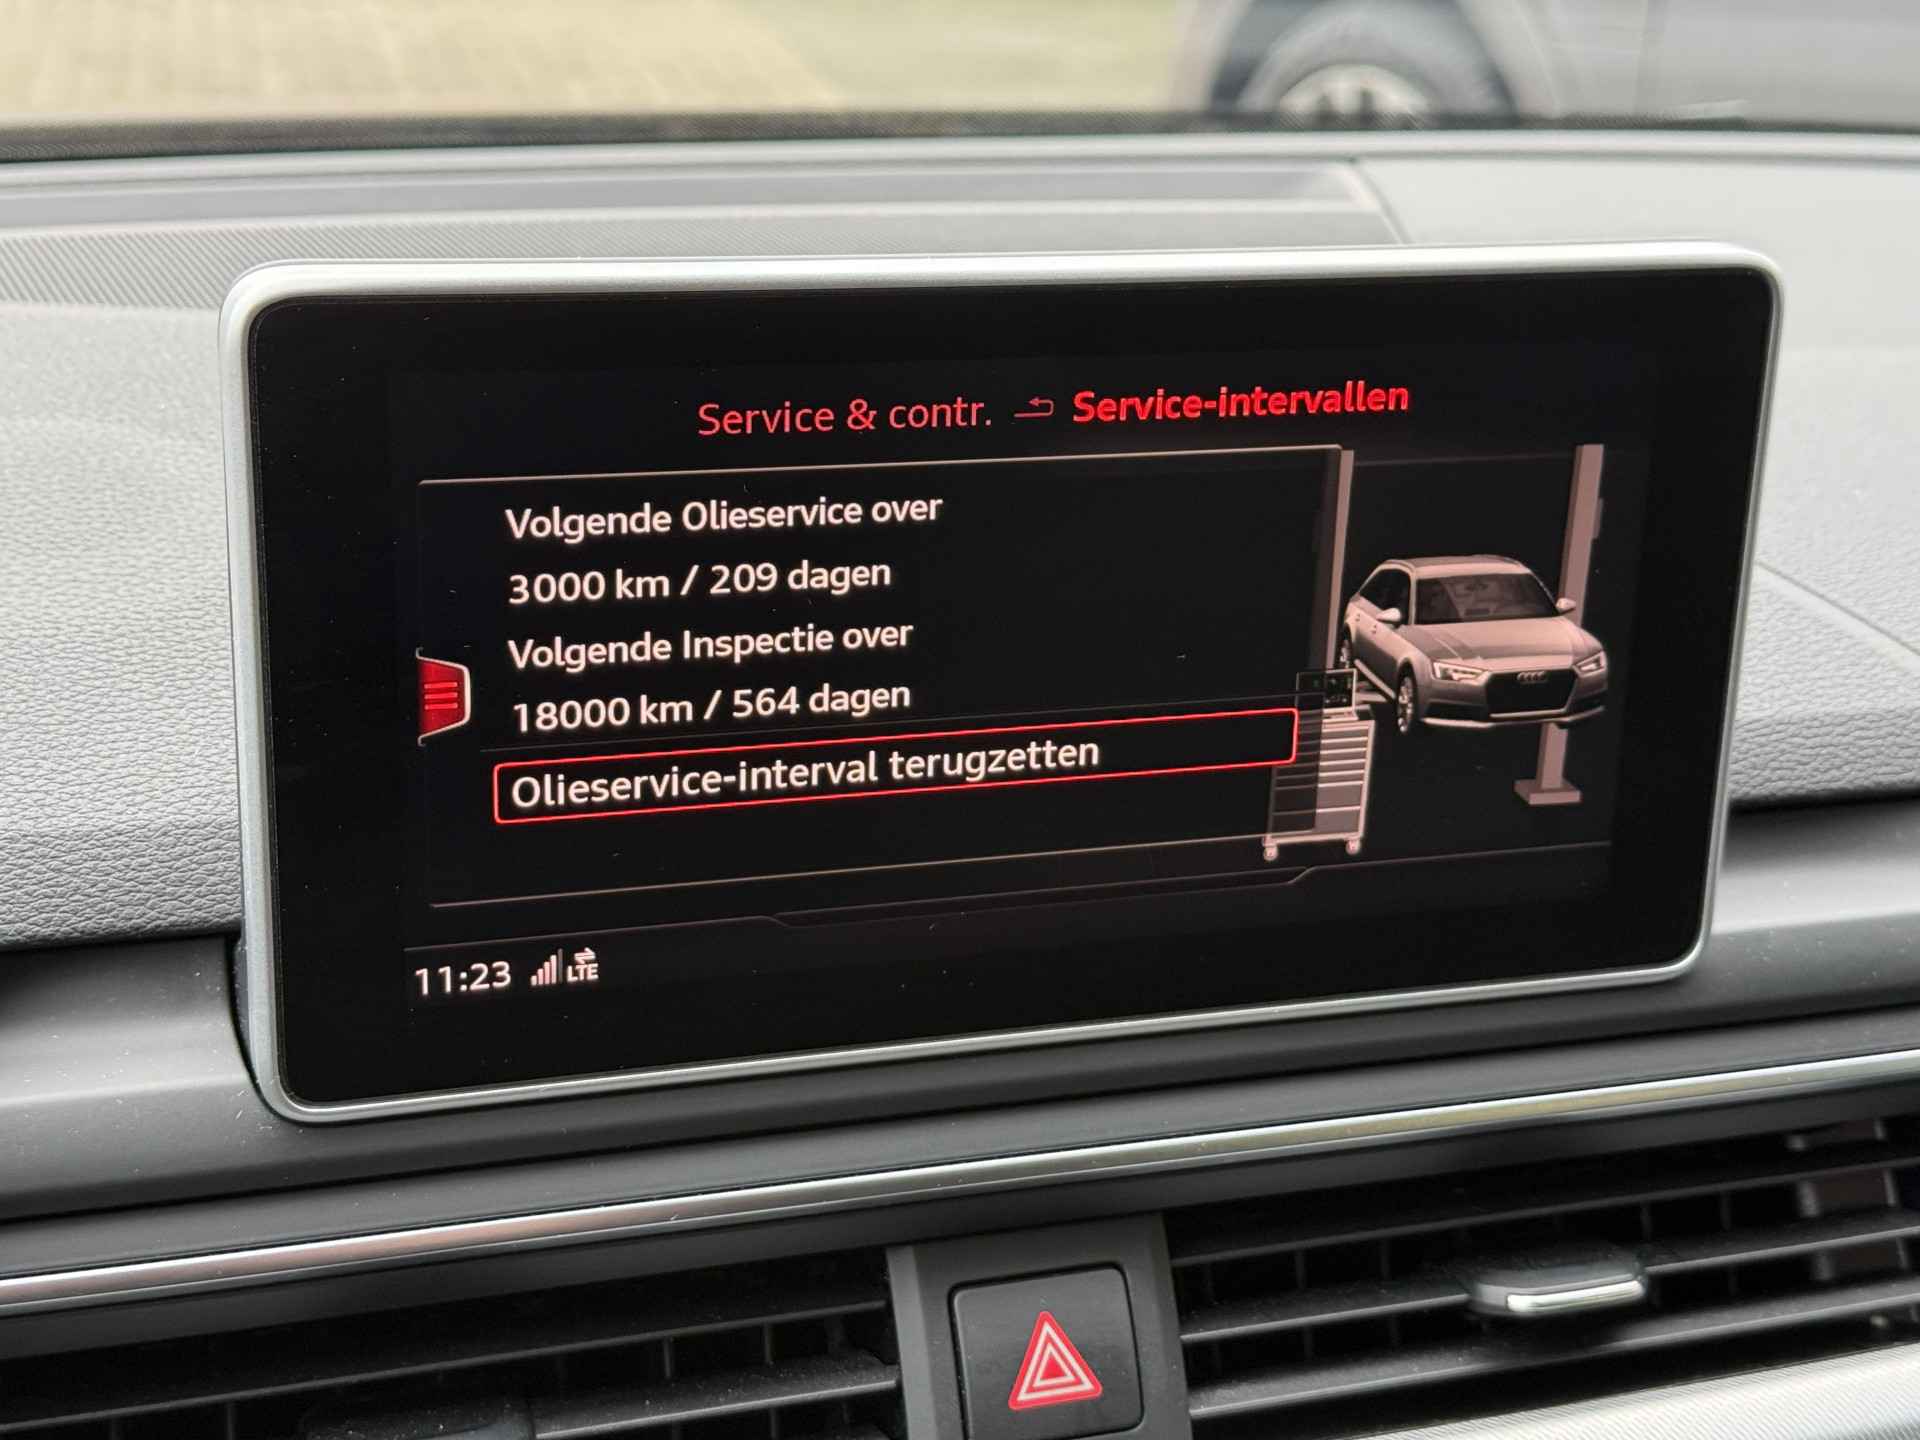 Service & contr. Service-intervallen
Volgende Olieservice over
3000 km / 209 dagen
Volgende Inspectie over
18000 km / 564 dagen
Olieservice-interval terugzetten
11:23 LTE